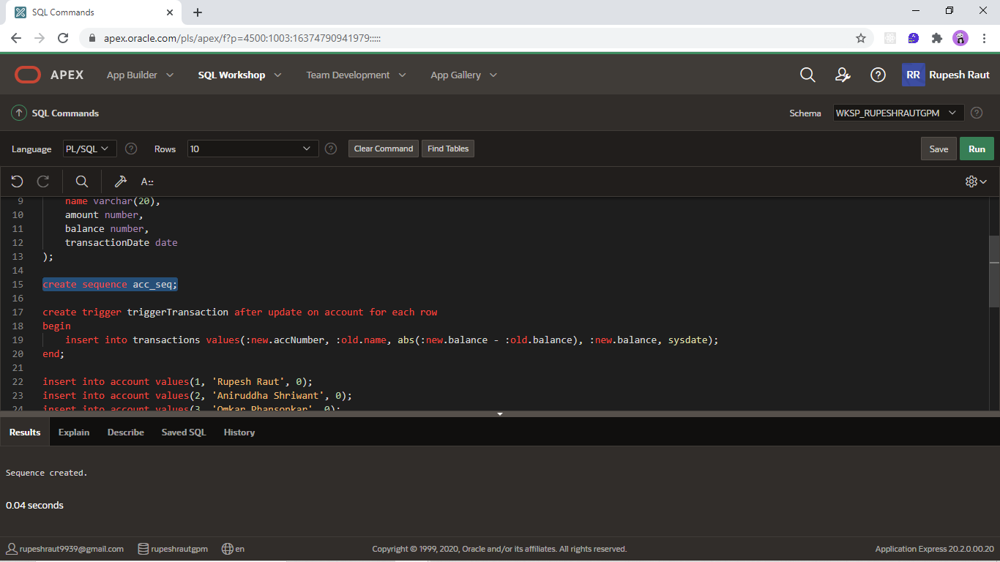 SQL Commands
apex.oracle.com/pls/apex/f?p=4500:1003:16374790941979:::::
APEX App Builder SQL Workshop Team Development App Gallery RR Rupesh Raut
SQL Commands Schema WKSP_RUPESHRAUTGPM
Language PL/SQL Rows 10 Clear Command Find Tables Save Run
A::
9 name varchar(20),
10 amount number,
11 balance number,
12 transactionDate date
13 );
14
15 create sequence acc_seq;
16
17 create trigger triggerTransaction after update on account for each row
18 begin
19 insert into transactions values(:new.accNumber, :old.name, abs(:new.balance - :old.balance), :new.balance, sysdate);
20 end;
21
22 insert into account values(1, 'Rupesh Raut', 0);
23 insert into account values(2, 'Aniruddha Shriwant', 0);
24 insert into account values(3, 'Omkar Phansopkar', 0);
Results Explain Describe Saved SQL History
Sequence created.
0.04 seconds
rupeshraut9939@gmail.com rupeshrautgpm en Copyright © 1999, 2020, Oracle and/or its affiliates. All rights reserved. Application Express 20.2.0.00.20